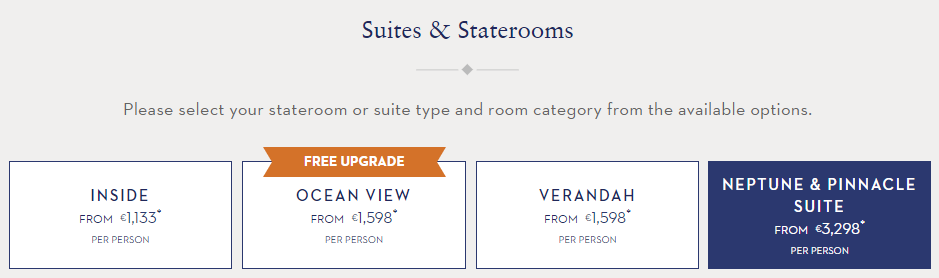 Suites & Staterooms
Please select your stateroom or suite type and room category from the available options.
INSIDE
FROM €1,133*
PER PERSON
FREE UPGRADE
OCEAN VIEW
FROM €1,598*
PER PERSON
VERANDAH
FROM €1,598*
PER PERSON
NEPTUNE & PINNACLE
SUITE
FROM €3,298*
PER PERSON